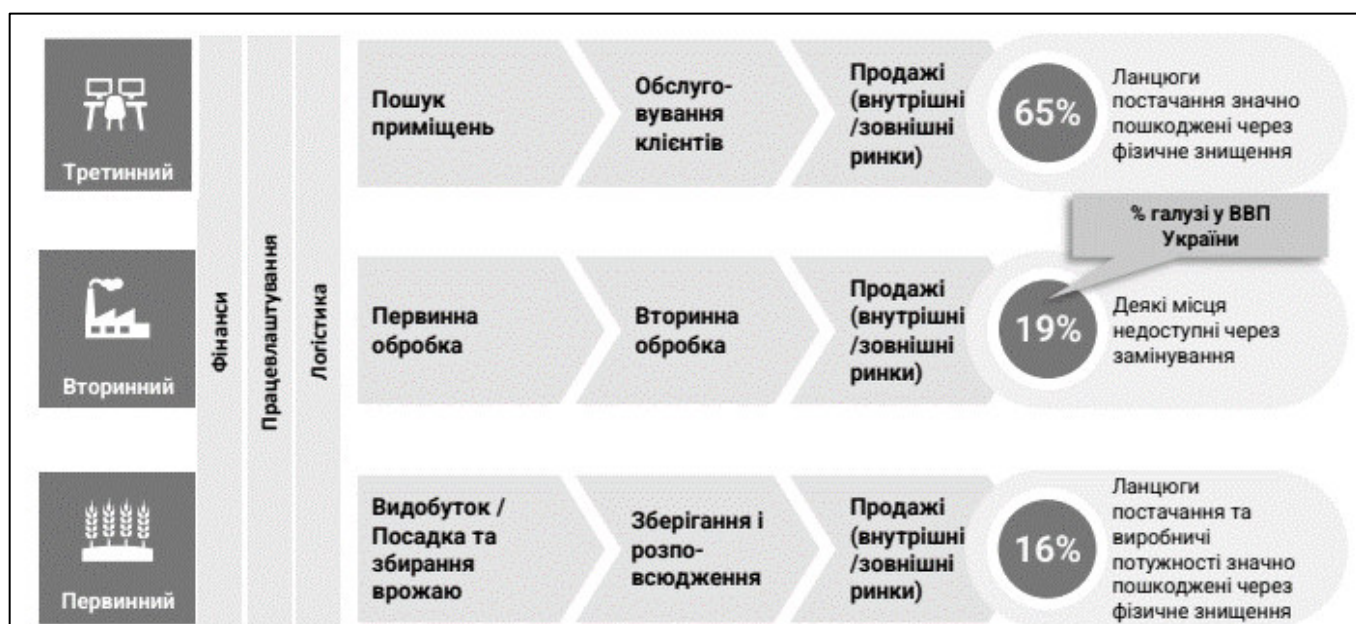 Третинний
Пошук
приміщень
Обслуго-
вування
клієнтів
Продажі
(внутрішні
/зовнішні
ринки)
65%
Ланцюги
постачання значно
пошкоджені через
фізичне знищення
% галузі у ВВП
України
Фінанси
Працевлаштування
Логістика
Вторинний
Первинна
обробка
Вторинна
обробка
Продажі
(внутрішні
/зовнішні
ринки)
19%
Деякі місця
недоступні через
замінування
Первинний
Видобуток /
Посадка та
збирання
врожаю
Зберігання і
розпо-
всюдження
Продажі
(внутрішні
/зовнішні
ринки)
16%
Ланцюги
постачання та
виробничі
потужності значно
пошкоджені через
фізичне знищення